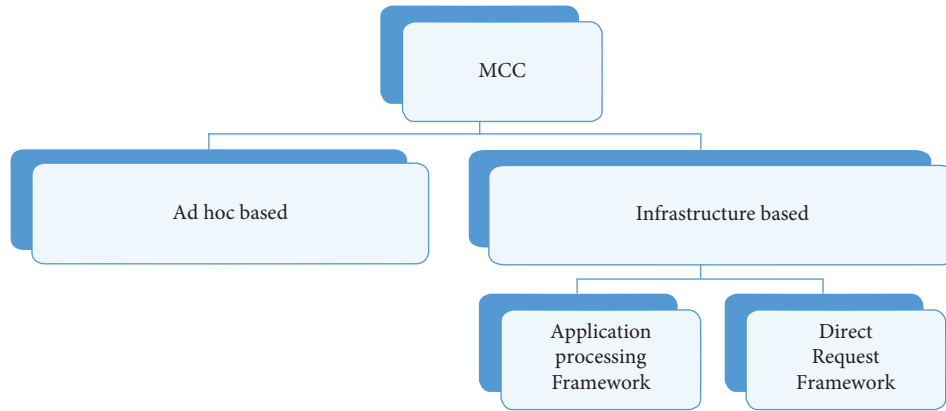 MCC
Ad hoc based
Infrastructure based
Application
processing
Framework
Direct
Request
Framework